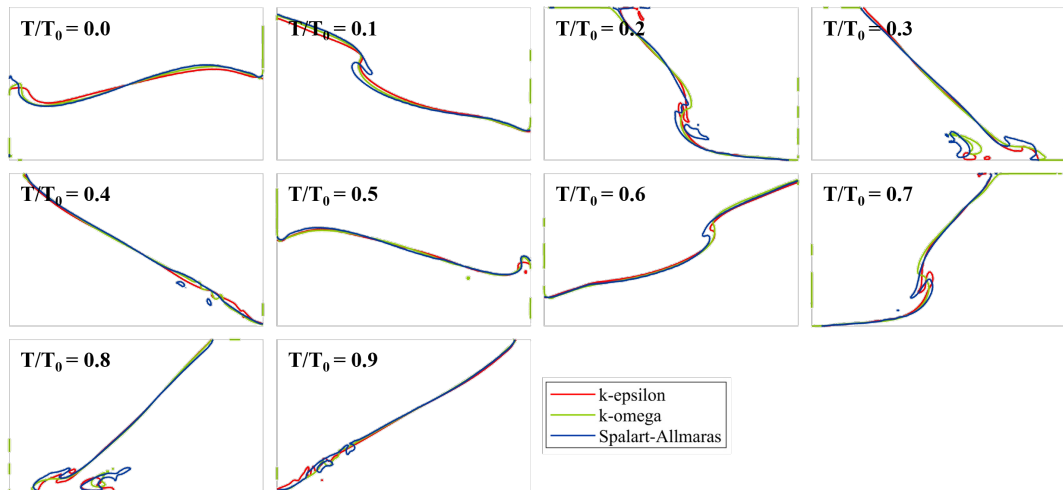 T/T₀ = 0.0
T/T₀ = 0.1
T/T₀ = 0.2
T/T₀ = 0.3
T/T₀ = 0.4
T/T₀ = 0.5
T/T₀ = 0.6
T/T₀ = 0.7
T/T₀ = 0.8
T/T₀ = 0.9
k-epsilon
k-omega
Spalart-Allmaras